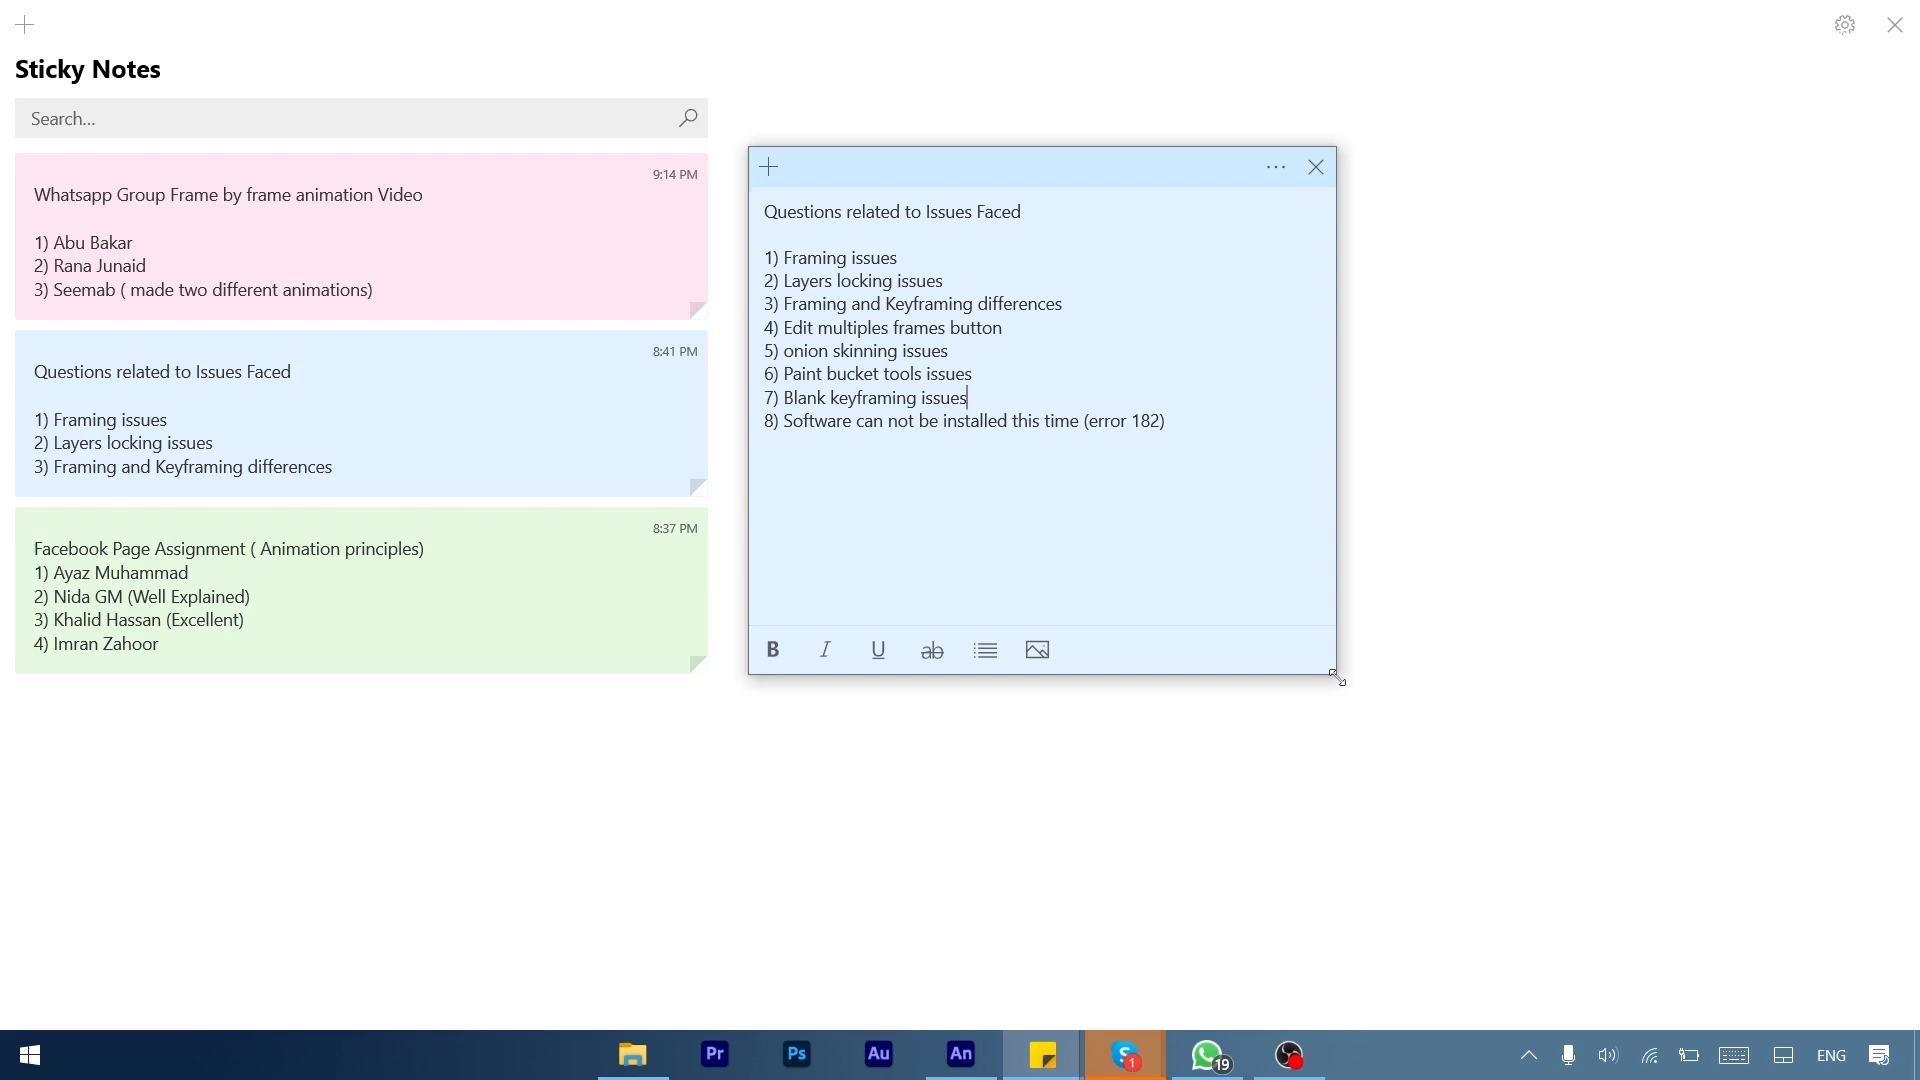 Sticky Notes
Search...
9:14 PM
Whatsapp Group Frame by frame animation Video
1) Abu Bakar
2) Rana Junaid
3) Seemab ( made two different animations)
8:41 PM
Questions related to Issues Faced
1) Framing issues
2) Layers locking issues
3) Framing and Keyframing differences
8:37 PM
Facebook Page Assignment ( Animation principles)
1) Ayaz Muhammad
2) Nida GM (Well Explained)
3) Khalid Hassan (Excellent)
4) Imran Zahoor
Questions related to Issues Faced
1) Framing issues
2) Layers locking issues
3) Framing and Keyframing differences
4) Edit multiples frames button
5) onion skinning issues
6) Paint bucket tools issues
7) Blank keyframing issues
8) Software can not be installed this time (error 182)
B I U ab
Pr Ps Au An S 1 19 ENG